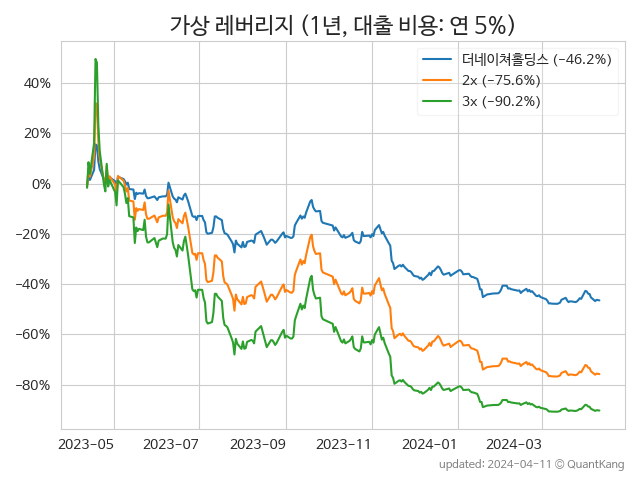 가상 레버리지 (1년, 대출 비용: 연 5%)
더네이쳐홀딩스 (−46.2%)
2x (−75.6%)
3x (−90.2%)
40%
20%
0%
−20%
−40%
−60%
−80%
2023-05 2023-07 2023-09 2023-11 2024-01 2024-03
updated: 2024-04-11 © QuantKang